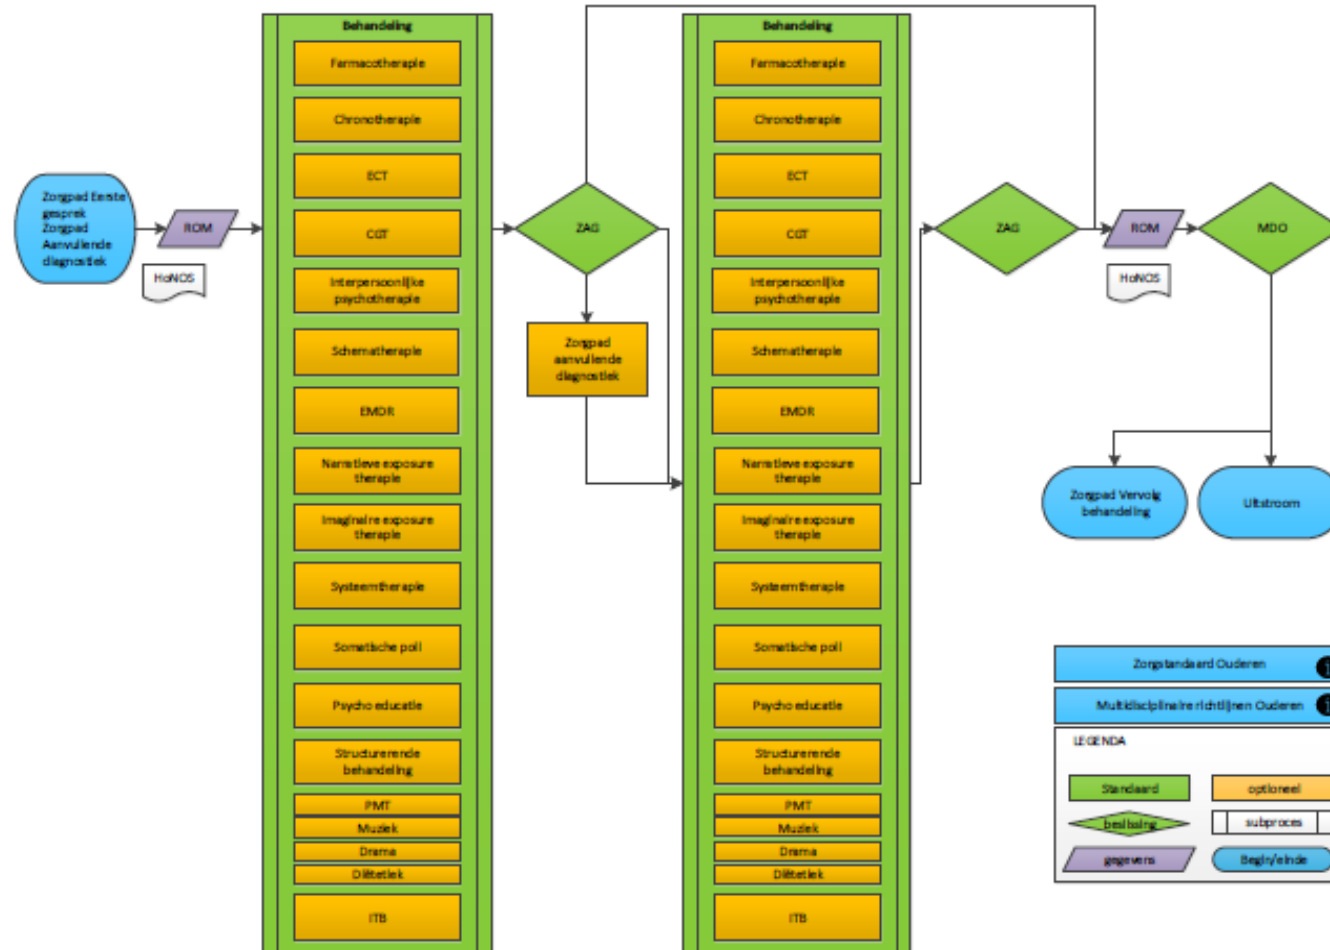 Zorgpad Eerste
gesprek
Zorgpad
Aanvullende
diagnostiek
ROM
HoNOS
Behandeling
Farmacotherapie
Chronotherapie
ECT
CGT
Interpersoonlijke
psychotherapie
Schematherapie
EMDR
Narratieve exposure
therapie
Imaginaire exposure
therapie
Systeemtherapie
Somatische poli
Psycho educatie
Structurerende
behandeling
PMT
Muziek
Drama
Diëtetiek
ITB
ZAG
Zorgpad
aanvullende
diagnostiek
Behandeling
Farmacotherapie
Chronotherapie
ECT
CGT
Interpersoonlijke
psychotherapie
Schematherapie
EMDR
Narratieve exposure
therapie
Imaginaire exposure
therapie
Systeemtherapie
Somatische poli
Psycho educatie
Structurerende
behandeling
PMT
Muziek
Drama
Diëtetiek
ITB
ZAG
ROM
HoNOS
MDO
Zorgpad Vervolg
behandeling
Uitstroom
Zorgstandaard Ouderen
Multidisciplinaire richtlijnen Ouderen
LEGENDA
Standaard
optioneel
beslissing
subproces
gegevens
Begin/einde